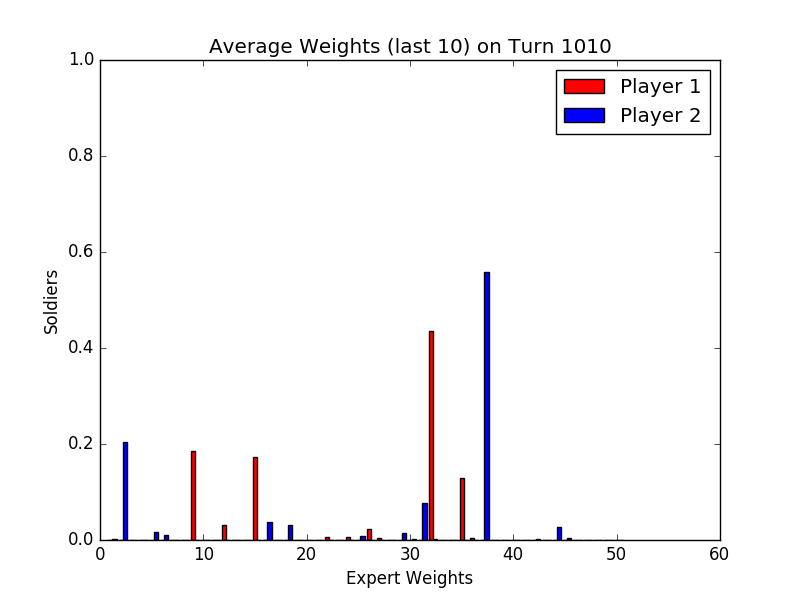 Average Weights (last 10) on Turn 1010
1.0
Player 1
Player 2
0.8
0.6
Soldiers
0.4
0.2
0.0
0 10 20 30 40 50 60
Expert Weights